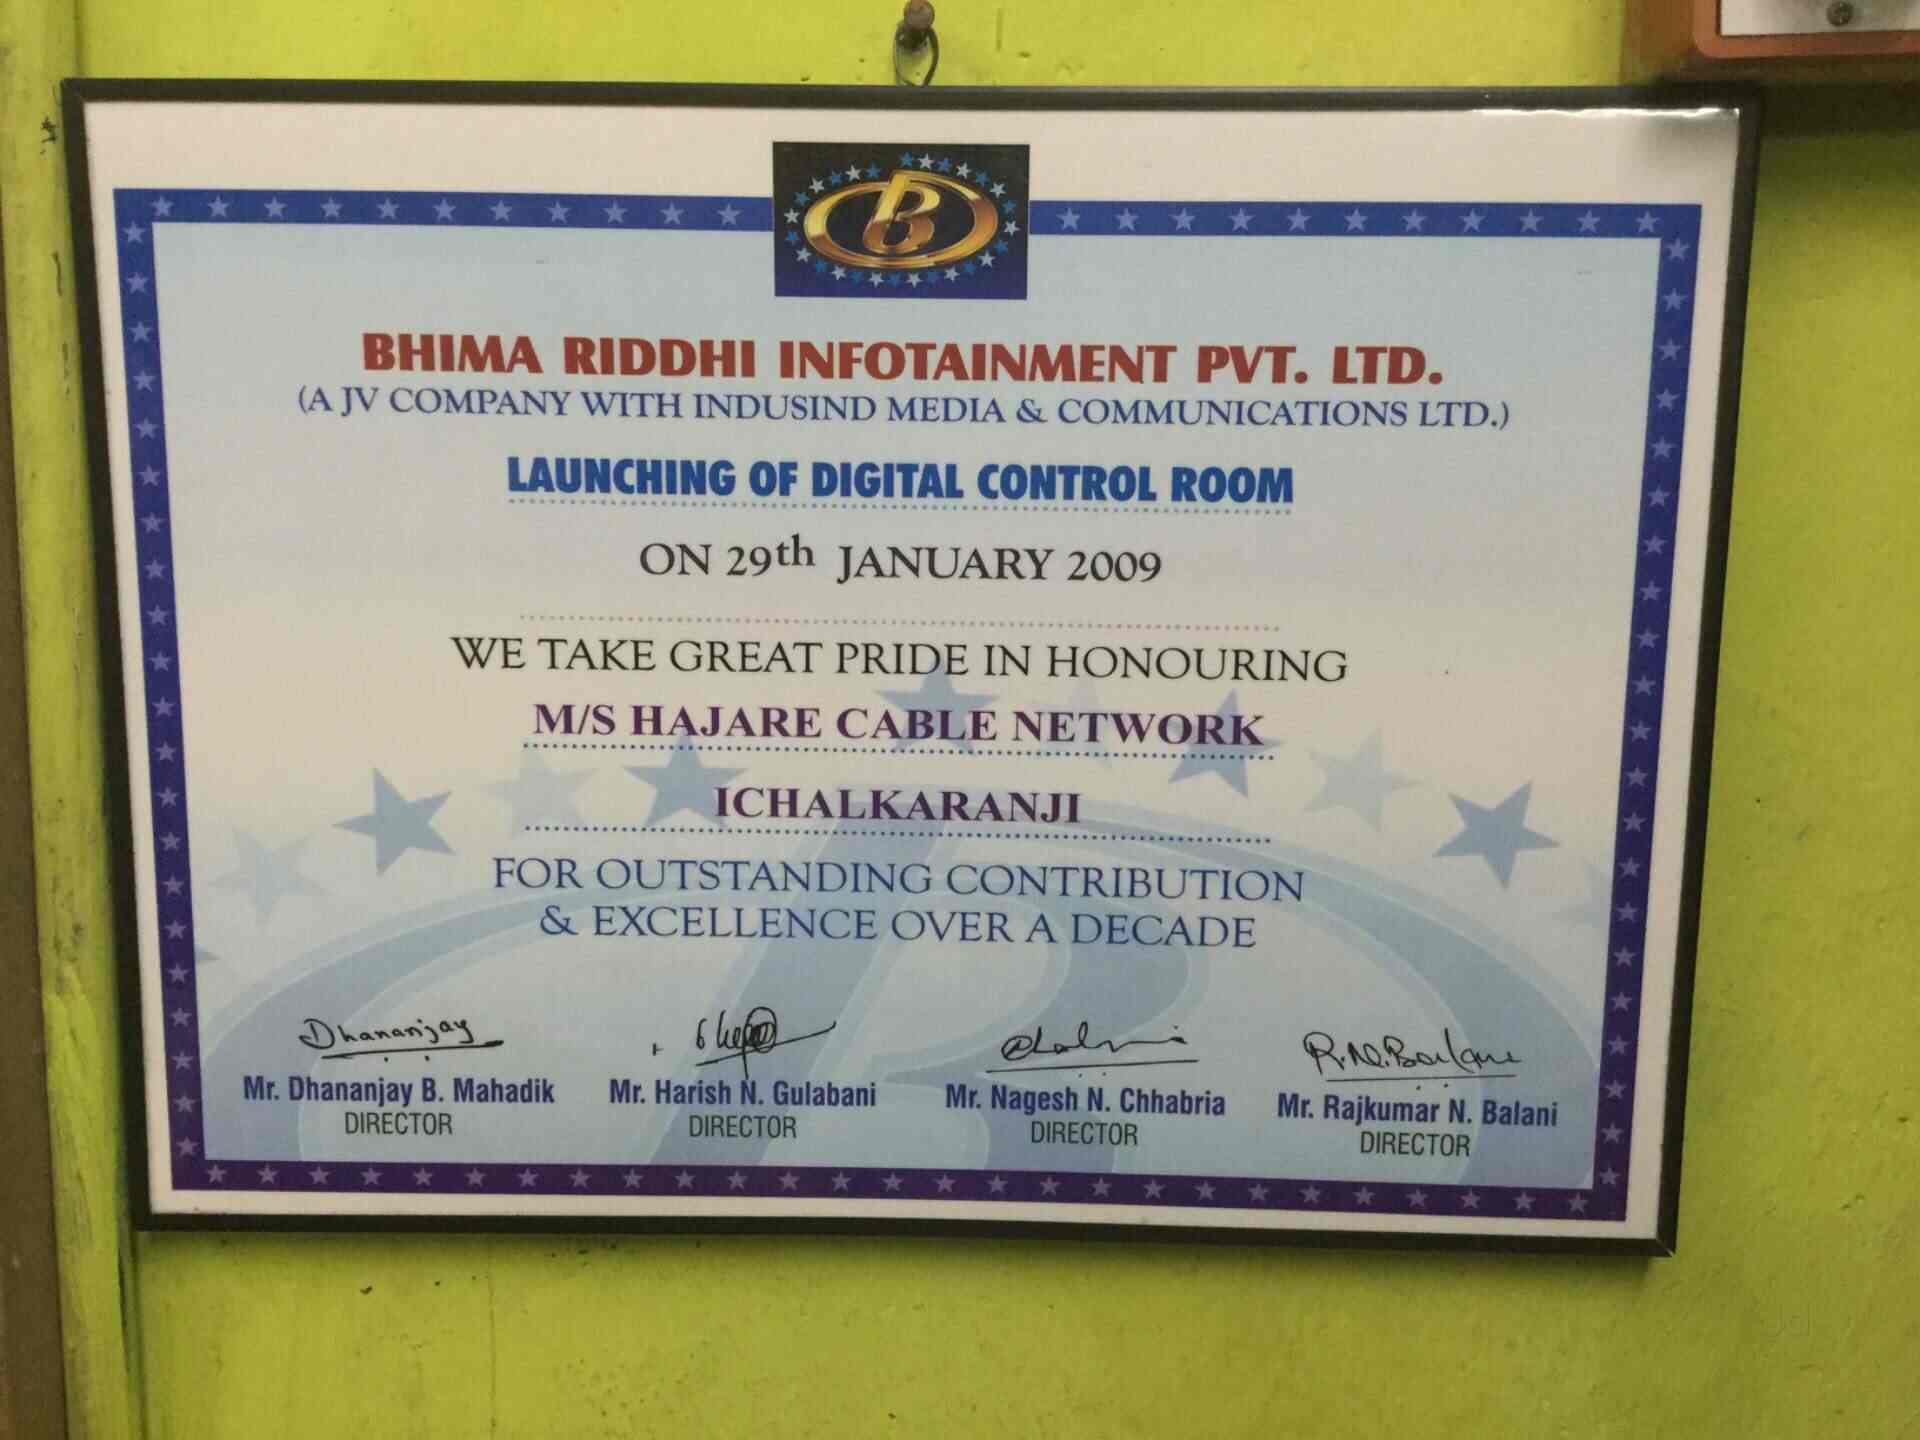 B
BHIMA RIDDHI INFOTAINMENT PVT. LTD.
(A JV COMPANY WITH INDUSIND MEDIA & COMMUNICATIONS LTD.)
LAUNCHING OF DIGITAL CONTROL ROOM
ON 29th JANUARY 2009
WE TAKE GREAT PRIDE IN HONOURING
M/S HAJARE CABLE NETWORK
ICHALKARANJI
FOR OUTSTANDING CONTRIBUTION
& EXCELLENCE OVER A DECADE
Dhananjay
Mr. Dhananjay B. Mahadik
DIRECTOR
Mr. Harish N. Gulabani
DIRECTOR
Mr. Nagesh N. Chhabria
DIRECTOR
Mr. Rajkumar N. Balani
DIRECTOR
Jd